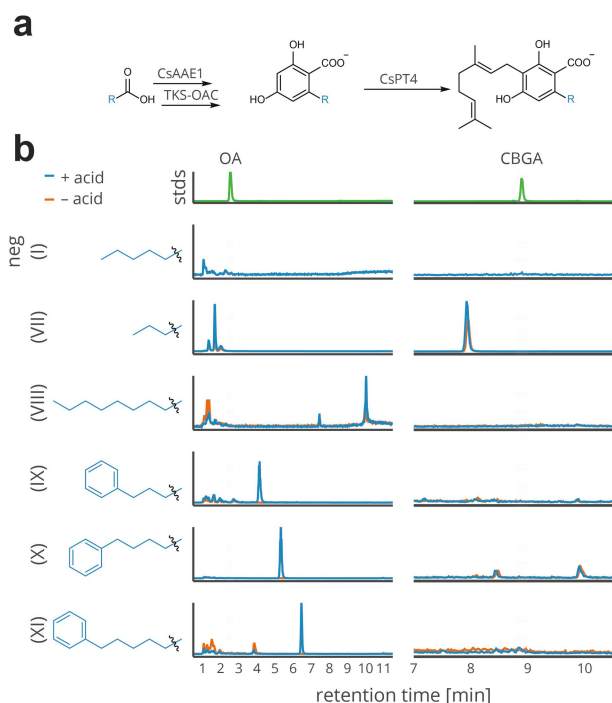 a
CsAAE1
TKS-OAC
CsPT4
O
R
OH
OH
COO⁻
HO
R
OH
COO⁻
HO
R
b
+ acid
– acid
stds
OA
CBGA
neg
(I)
(VII)
(VIII)
(IX)
(X)
(XI)
1 2 3 4 5 6 7 8 9 10 11
7 8 9 10
retention time [min]